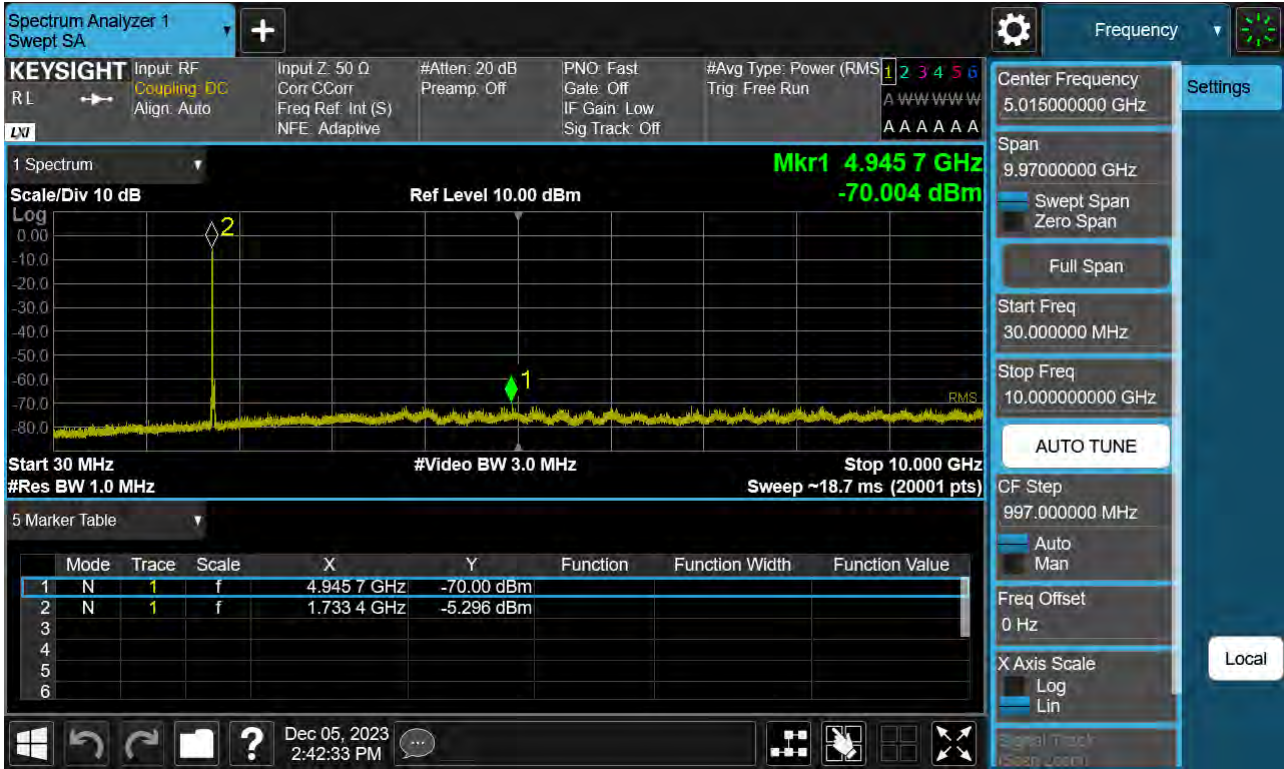 Spectrum Analyzer 1
Swept SA
+
Frequency
KEYSIGHT
RL
LXI
Input: RF
Coupling: DC
Align: Auto
Input Z: 50 Ω
Corr CCorr
Freq Ref: Int (S)
NFE: Adaptive
#Atten: 20 dB
Preamp: Off
PNO: Fast
Gate: Off
IF Gain: Low
Sig Track: Off
#Avg Type: Power (RMS
Trig: Free Run
1 2 3 4 5 6
A W W W W W
A A A A A A
1 Spectrum
Mkr1 4.945 7 GHz
-70.004 dBm
Scale/Div 10 dB
Ref Level 10.00 dBm
Log
0.00
-10.0
-20.0
-30.0
-40.0
-50.0
-60.0
-70.0
-80.0
2
1
RMS
Start 30 MHz
#Video BW 3.0 MHz
Stop 10.000 GHz
#Res BW 1.0 MHz
Sweep ~18.7 ms (20001 pts)
5 Marker Table
Mode Trace Scale X Y Function Function Width Function Value
1 N 1 f 4.945 7 GHz -70.00 dBm
2 N 1 f 1.733 4 GHz -5.296 dBm
3
4
5
6
Dec 05, 2023
2:42:33 PM
?
Center Frequency
5.015000000 GHz
Settings
Span
9.97000000 GHz
Swept Span
Zero Span
Full Span
Start Freq
30.000000 MHz
Stop Freq
10.000000000 GHz
AUTO TUNE
CF Step
997.000000 MHz
Auto
Man
Freq Offset
0 Hz
X Axis Scale
Log
Lin
Local
Signal Track
(Span Zoom)